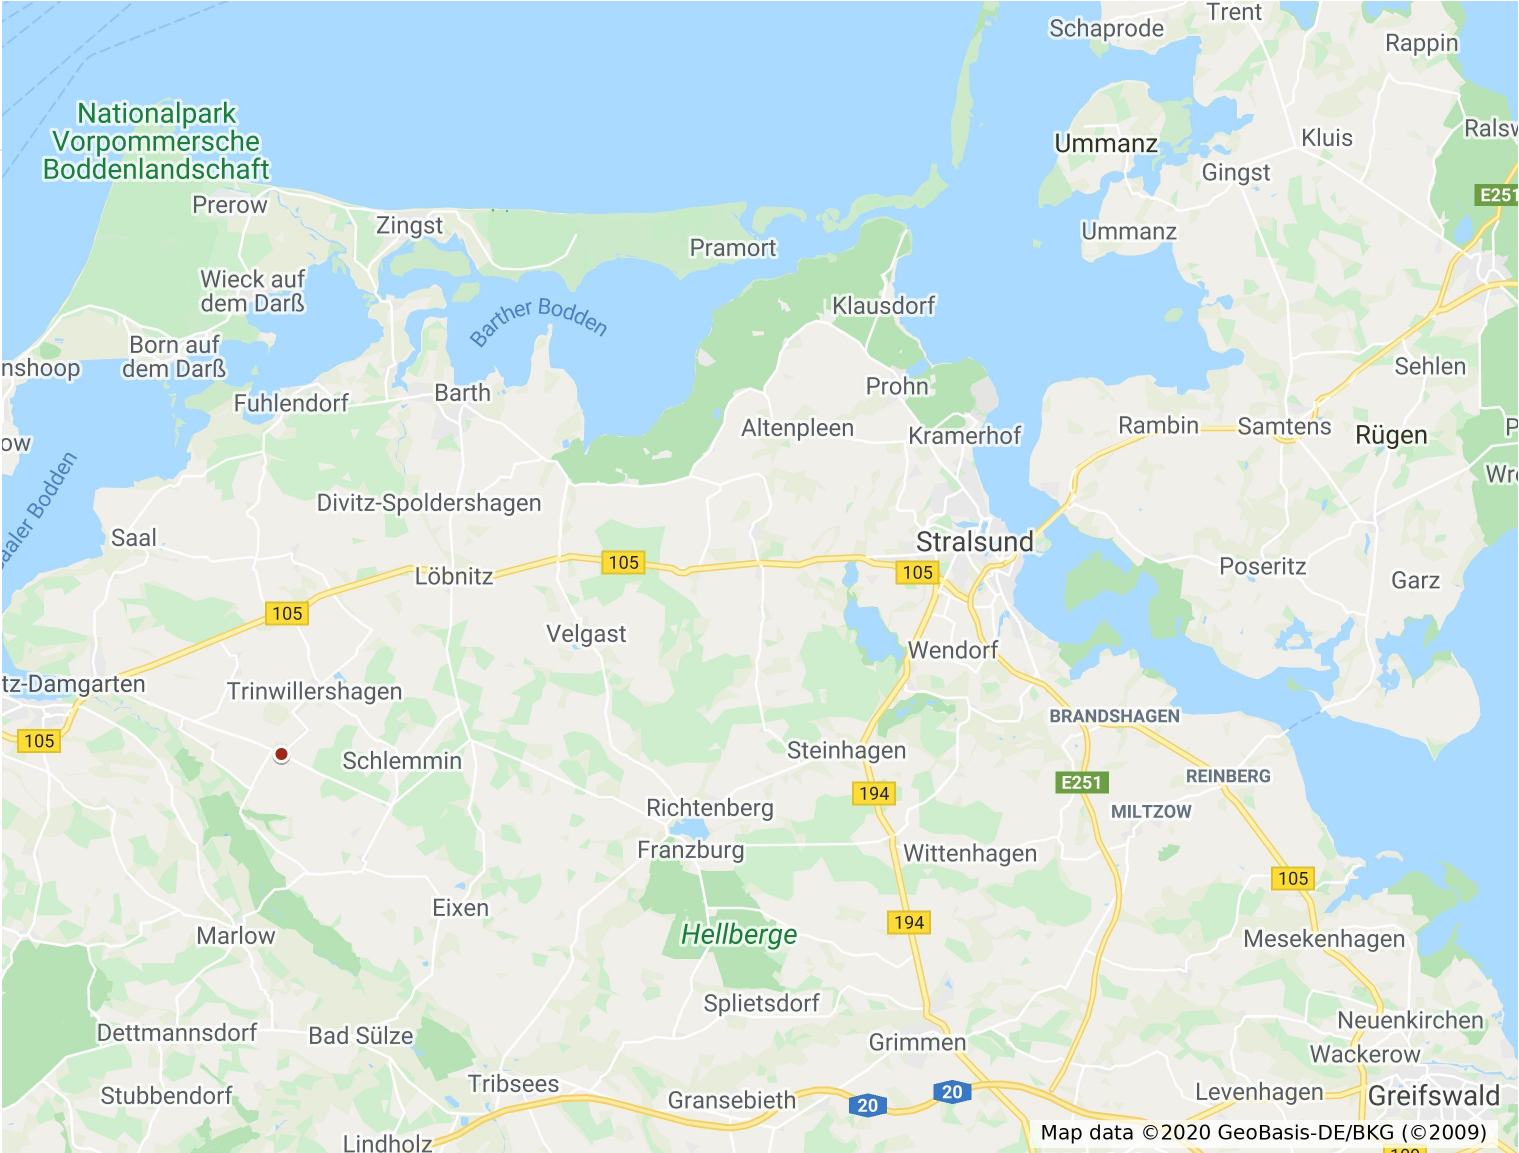 Trent
Schaprode
Rappin
Nationalpark
Vorpommersche
Boddenlandschaft
Ummanz
Kluis
Gingst
E251
Prerow
Zingst
Pramort
Ummanz
Wieck auf
dem Darß
Barther Bodden
Klausdorf
Born auf
dem Darß
nshoop
Sehlen
Fuhlendorf
Barth
Prohn
Altenpleen
Kramerhof
Rambin
Samtens
Rügen
ow
aaler Bodden
Divitz-Spoldershagen
Saal
Stralsund
105
105
Löbnitz
Poseritz
Garz
105
Velgast
Wendorf
tz-Damgarten
Trinwillershagen
BRANDSHAGEN
105
Schlemmin
Steinhagen
REINBERG
E251
194
MILTZOW
Richtenberg
Franzburg
Wittenhagen
105
Eixen
194
Marlow
Hellberge
Mesekenhagen
Splietsdorf
Dettmannsdorf
Bad Sülze
Grimmen
Neuenkirchen
Wackerow
Stubbendorf
Tribsees
Gransebieth
20
20
Levenhagen
Greifswald
Lindholz
Map data ©2020 GeoBasis-DE/BKG (©2009)